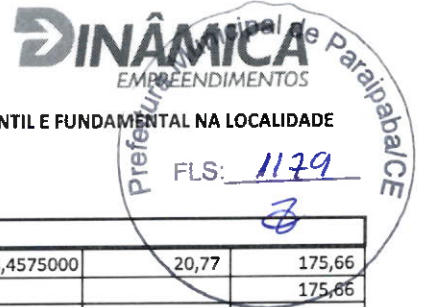 DINÂMICA
EMPREENDIMENTOS
Prefeitura Municipal de Paraipaba/CE
NTIL E FUNDAMENTAL NA LOCALIDADE
FLS: 1179
,4575000 20,77 175,66
175,66